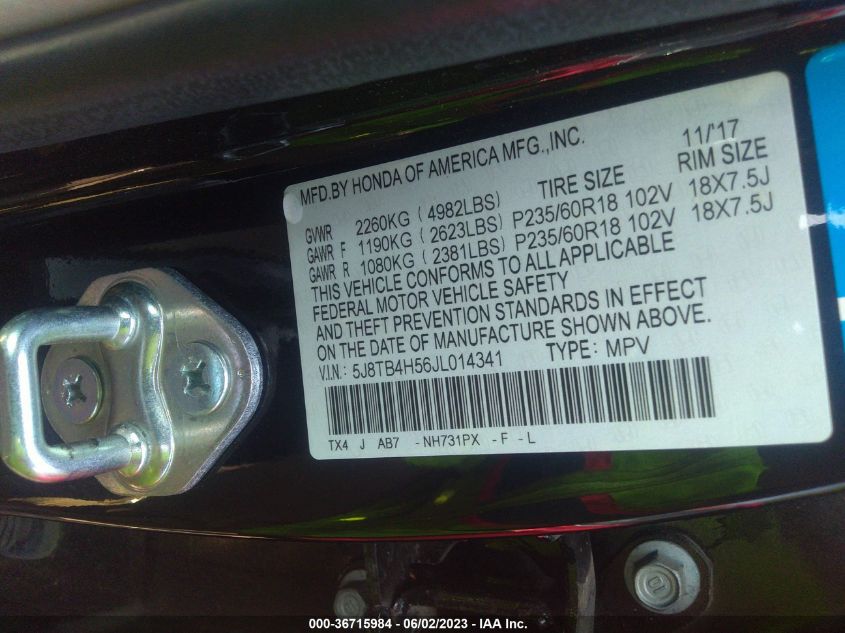 MFD.BY HONDA OF AMERICA MFG.,INC. 11/'17
TIRE SIZE RIM SIZE
GVWR 2260KG ( 4982LBS)
GAWR F 1190KG ( 2623LBS) P235/60R18 102V 18X7.5J
GAWR R 1080KG ( 2381LBS) P235/60R18 102V 18X7.5J
THIS VEHICLE CONFORMS TO ALL APPLICABLE
FEDERAL MOTOR VEHICLE SAFETY
AND THEFT PREVENTION STANDARDS IN EFFECT
ON THE DATE OF MANUFACTURE SHOWN ABOVE.
V.I.N.: 5J8TB4H56JL014341 TYPE: MPV
TX4 J AB7 -NH731PX -F -L
000-36715984 - 06/02/2023 - IAA Inc.